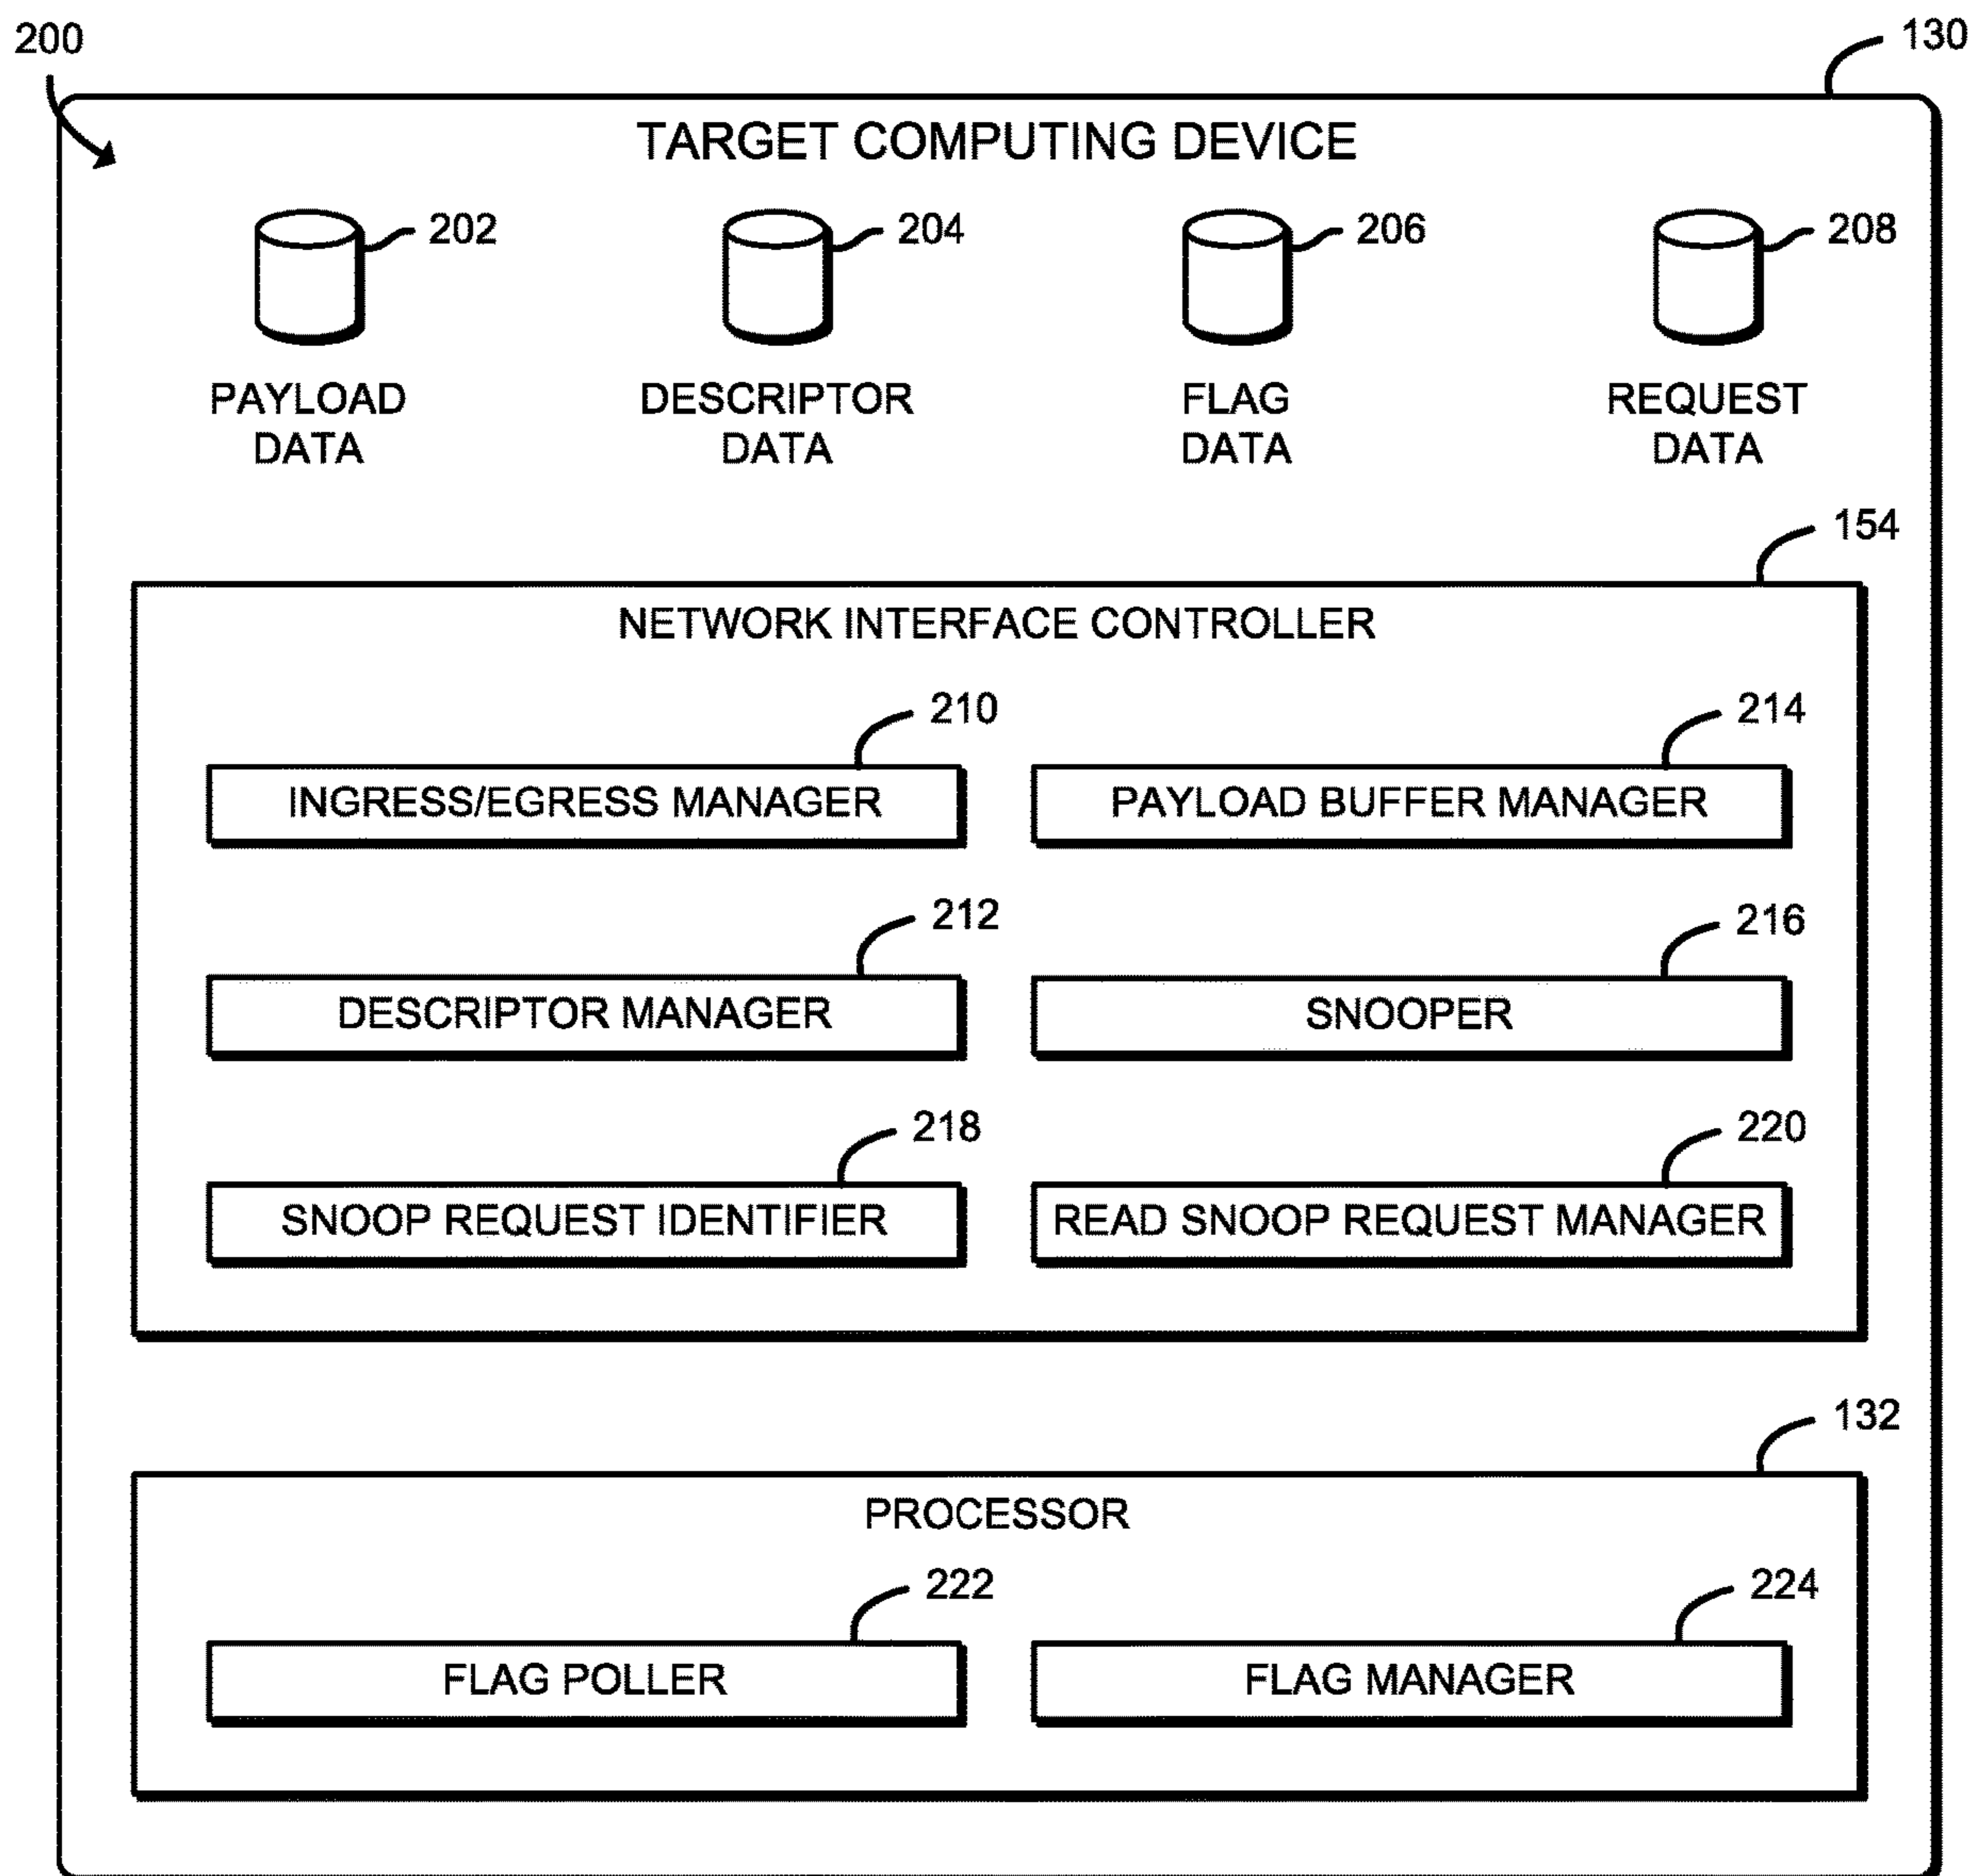 200
130
TARGET COMPUTING DEVICE
202
204
206
208
PAYLOAD
DATA
DESCRIPTOR
DATA
FLAG
DATA
REQUEST
DATA
154
NETWORK INTERFACE CONTROLLER
210
214
INGRESS/EGRESS MANAGER
PAYLOAD BUFFER MANAGER
212
216
DESCRIPTOR MANAGER
SNOOPER
218
220
SNOOP REQUEST IDENTIFIER
READ SNOOP REQUEST MANAGER
132
PROCESSOR
222
224
FLAG POLLER
FLAG MANAGER